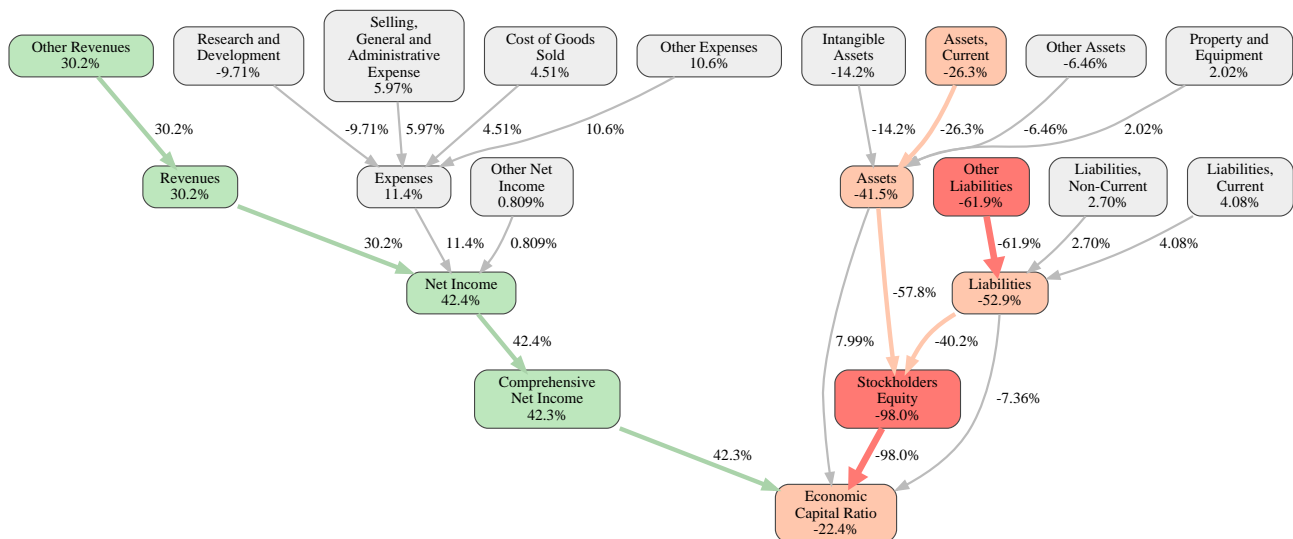 Other Revenues
30.2%
Research and
Development
-9.71%
Selling,
General and
Administrative
Expense
5.97%
Cost of Goods
Sold
4.51%
Other Expenses
10.6%
Intangible
Assets
-14.2%
Assets,
Current
-26.3%
Other Assets
-6.46%
Property and
Equipment
2.02%
30.2%
-9.71%
5.97%
4.51%
10.6%
-14.2%
-26.3%
-6.46%
2.02%
Revenues
30.2%
Expenses
11.4%
Other Net
Income
0.809%
Assets
-41.5%
Other
Liabilities
-61.9%
Liabilities,
Non-Current
2.70%
Liabilities,
Current
4.08%
30.2%
11.4%
0.809%
-61.9%
2.70%
4.08%
Net Income
42.4%
-57.8%
Liabilities
-52.9%
42.4%
7.99%
-40.2%
Comprehensive
Net Income
42.3%
Stockholders
Equity
-98.0%
-7.36%
42.3%
-98.0%
Economic
Capital Ratio
-22.4%